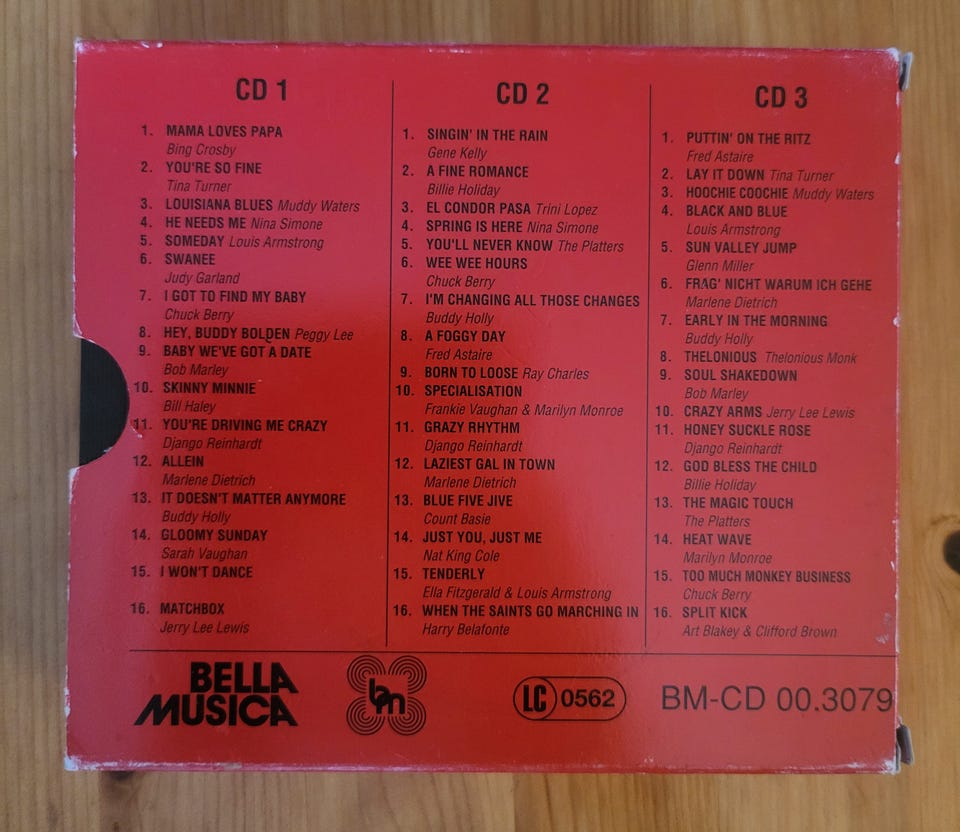 CD 1
1. MAMA LOVES PAPA
Bing Crosby
2. YOU'RE SO FINE
Tina Turner
3. LOUISIANA BLUES Muddy Waters
4. HE NEEDS ME Nina Simone
5. SOMEDAY Louis Armstrong
6. SWANEE
Judy Garland
7. I GOT TO FIND MY BABY
Chuck Berry
8. HEY, BUDDY BOLDEN Peggy Lee
9. BABY WE'VE GOT A DATE
Bob Marley
10. SKINNY MINNIE
Bill Haley
11. YOU'RE DRIVING ME CRAZY
Django Reinhardt
12. ALLEIN
Marlene Dietrich
13. IT DOESN'T MATTER ANYMORE
Buddy Holly
14. GLOOMY SUNDAY
Sarah Vaughan
15. I WON'T DANCE
16. MATCHBOX
Jerry Lee Lewis
CD 2
1. SINGIN' IN THE RAIN
Gene Kelly
2. A FINE ROMANCE
Billie Holiday
3. EL CONDOR PASA Trini Lopez
4. SPRING IS HERE Nina Simone
5. YOU'LL NEVER KNOW The Platters
6. WEE WEE HOURS
Chuck Berry
7. I'M CHANGING ALL THOSE CHANGES
Buddy Holly
8. A FOGGY DAY
Fred Astaire
9. BORN TO LOOSE Ray Charles
10. SPECIALISATION
Frankie Vaughan & Marilyn Monroe
11. GRAZY RHYTHM
Django Reinhardt
12. LAZIEST GAL IN TOWN
Marlene Dietrich
13. BLUE FIVE JIVE
Count Basie
14. JUST YOU, JUST ME
Nat King Cole
15. TENDERLY
Ella Fitzgerald & Louis Armstrong
16. WHEN THE SAINTS GO MARCHING IN
Harry Belafonte
CD 3
1. PUTTIN' ON THE RITZ
Fred Astaire
2. LAY IT DOWN Tina Turner
3. HOOCHIE COOCHIE Muddy Waters
4. BLACK AND BLUE
Louis Armstrong
5. SUN VALLEY JUMP
Glenn Miller
6. FRAG' NICHT WARUM ICH GEHE
Marlene Dietrich
7. EARLY IN THE MORNING
Buddy Holly
8. THELONIOUS Thelonious Monk
9. SOUL SHAKEDOWN
Bob Marley
10. CRAZY ARMS Jerry Lee Lewis
11. HONEY SUCKLE ROSE
Django Reinhardt
12. GOD BLESS THE CHILD
Billie Holiday
13. THE MAGIC TOUCH
The Platters
14. HEAT WAVE
Marilyn Monroe
15. TOO MUCH MONKEY BUSINESS
Chuck Berry
16. SPLIT KICK
Art Blakey & Clifford Brown
BELLA
MUSICA
bm
LC 0562
BM-CD 00.3079